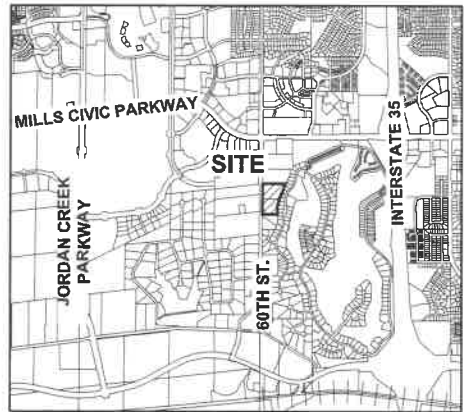 MILLS CIVIC PARKWAY
SITE
INTERSTATE 35
JORDAN CREEK
PARKWAY
60TH ST.